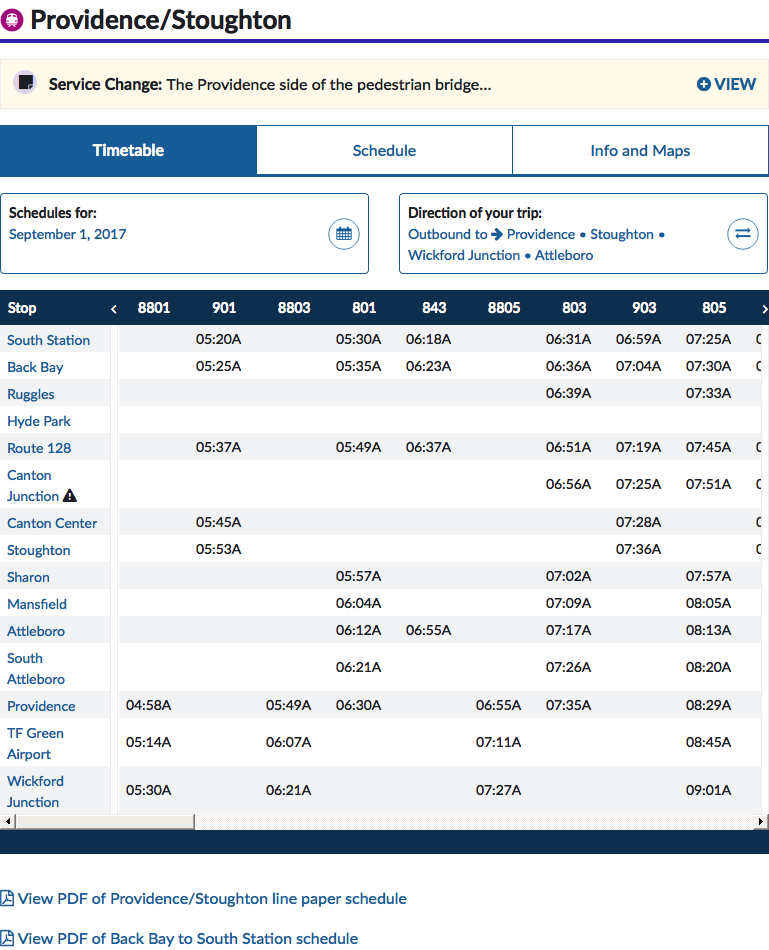 Providence/Stoughton
Service Change: The Providence side of the pedestrian bridge... VIEW
Timetable Schedule Info and Maps
Schedules for:
September 1, 2017
Direction of your trip:
Outbound to → Providence • Stoughton •
Wickford Junction • Attleboro
Stop < 8801 901 8803 801 843 8805 803 903 805 >
South Station 05:20A 05:30A 06:18A 06:31A 06:59A 07:25A
Back Bay 05:25A 05:35A 06:23A 06:36A 07:04A 07:30A
Ruggles 06:39A 07:33A
Hyde Park
Route 128 05:37A 05:49A 06:37A 06:51A 07:19A 07:45A
Canton
Junction 06:56A 07:25A 07:51A
Canton Center 05:45A 07:28A
Stoughton 05:53A 07:36A
Sharon 05:57A 07:02A 07:57A
Mansfield 06:04A 07:09A 08:05A
Attleboro 06:12A 06:55A 07:17A 08:13A
South
Attleboro 06:21A 07:26A 08:20A
Providence 04:58A 05:49A 06:30A 06:55A 07:35A 08:29A
TF Green
Airport 05:14A 06:07A 07:11A 08:45A
Wickford
Junction 05:30A 06:21A 07:27A 09:01A
View PDF of Providence/Stoughton line paper schedule
View PDF of Back Bay to South Station schedule